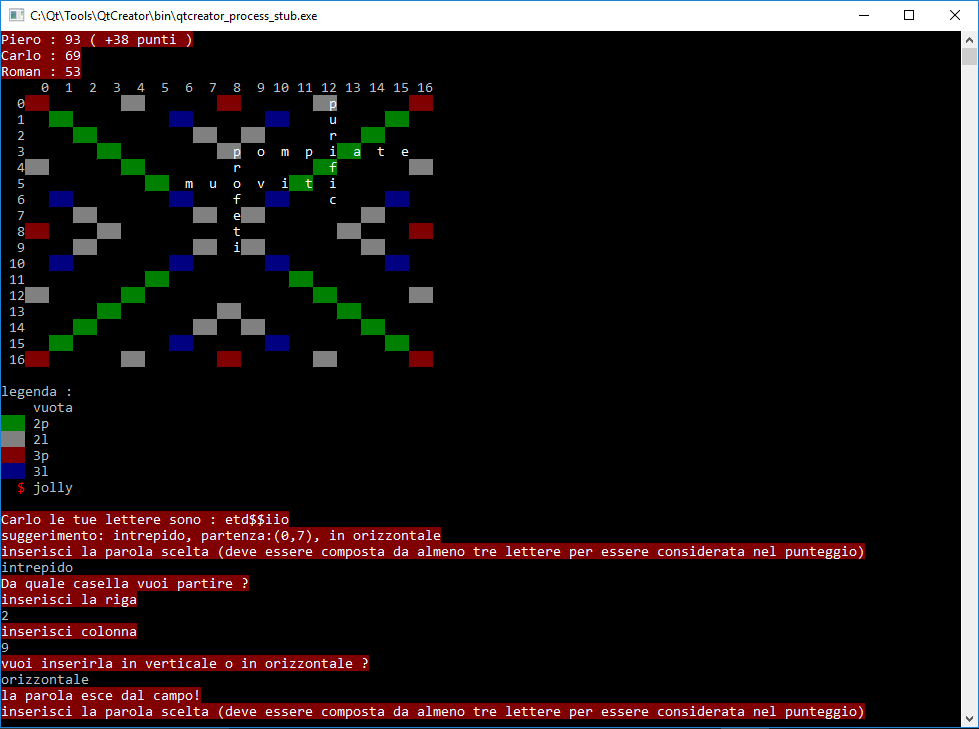 C:\Qt\Tools\QtCreator\bin\qtcreator_process_stub.exe
Piero : 93 ( +38 punti )
Carlo : 69
Roman : 53
0 1 2 3 4 5 6 7 8 9 10 11 12 13 14 15 16
0 p
1 u
2 r
3 p o m p i a t e
4 r f
5 m u o v i t i
6 f c
7 e
8 t
9 i
10
11
12
13
14
15
16
legenda :
vuota
2p
2l
3p
3l
$ jolly
Carlo le tue lettere sono : etd$$iio
suggerimento: intrepido, partenza:(0,7), in orizzontale
inserisci la parola scelta (deve essere composta da almeno tre lettere per essere considerata nel punteggio)
intrepido
Da quale casella vuoi partire ?
inserisci la riga
2
inserisci colonna
9
vuoi inserirla in verticale o in orizzontale ?
orizzontale
la parola esce dal campo!
inserisci la parola scelta (deve essere composta da almeno tre lettere per essere considerata nel punteggio)